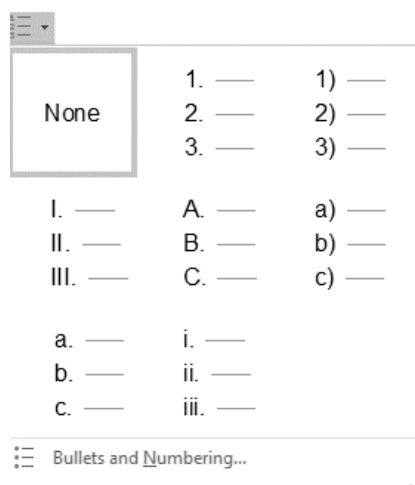 None
1.
2.
3.
1)
2)
3)
I.
II.
III.
A.
B.
C.
a)
b)
c)
a.
b.
c.
i.
ii.
iii.
Bullets and Numbering...